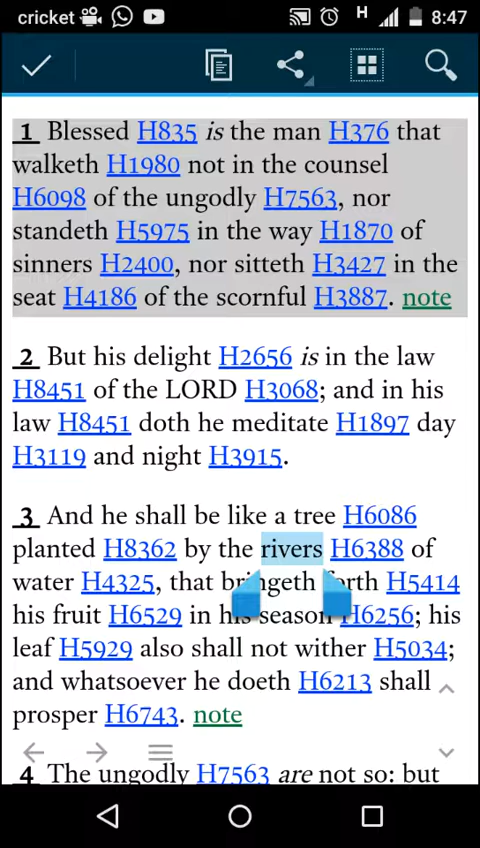 cricket H 8:47
1 Blessed H835 is the man H376 that
walketh H1980 not in the counsel
H6098 of the ungodly H7563, nor
standeth H5975 in the way H1870 of
sinners H2400, nor sitteth H3427 in the
seat H4186 of the scornful H3887. note
2 But his delight H2656 is in the law
H8451 of the LORD H3068; and in his
law H8451 doth he meditate H1897 day
H3119 and night H3915.
3 And he shall be like a tree H6086
planted H8362 by the rivers H6388 of
water H4325, that bringeth forth H5414
his fruit H6529 in his season H6256; his
leaf H5929 also shall not wither H5034;
and whatsoever he doeth H6213 shall
prosper H6743. note
4 The ungodly H7563 are not so: but